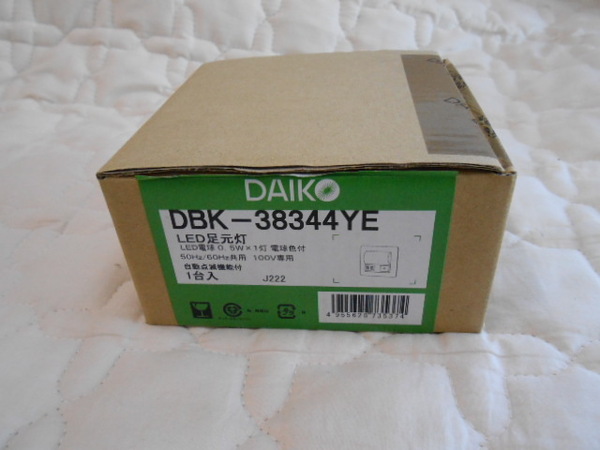 DAIKO
DBK-38344YE
LED足元灯
LED電球 0.5W×1灯 電球色付
50Hz/60Hz共用 100V専用
自動点滅機能付
1台入 J222